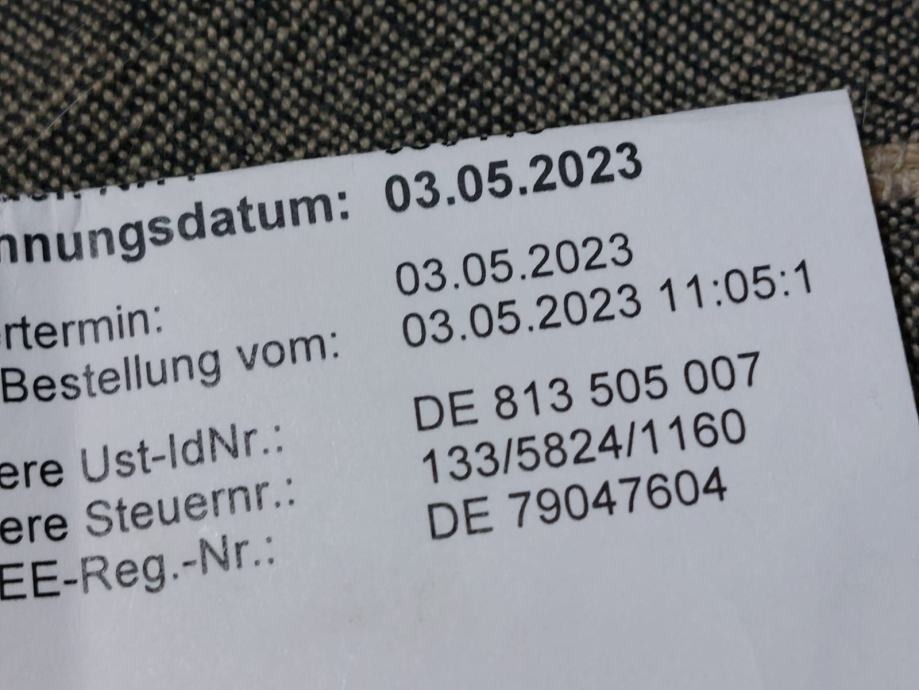 nnungsdatum: 03.05.2023
rtermin: 03.05.2023
Bestellung vom: 03.05.2023 11:05:1
ere Ust-IdNr.: DE 813 505 007
ere Steuernr.: 133/5824/1160
EE-Reg.-Nr.: DE 79047604